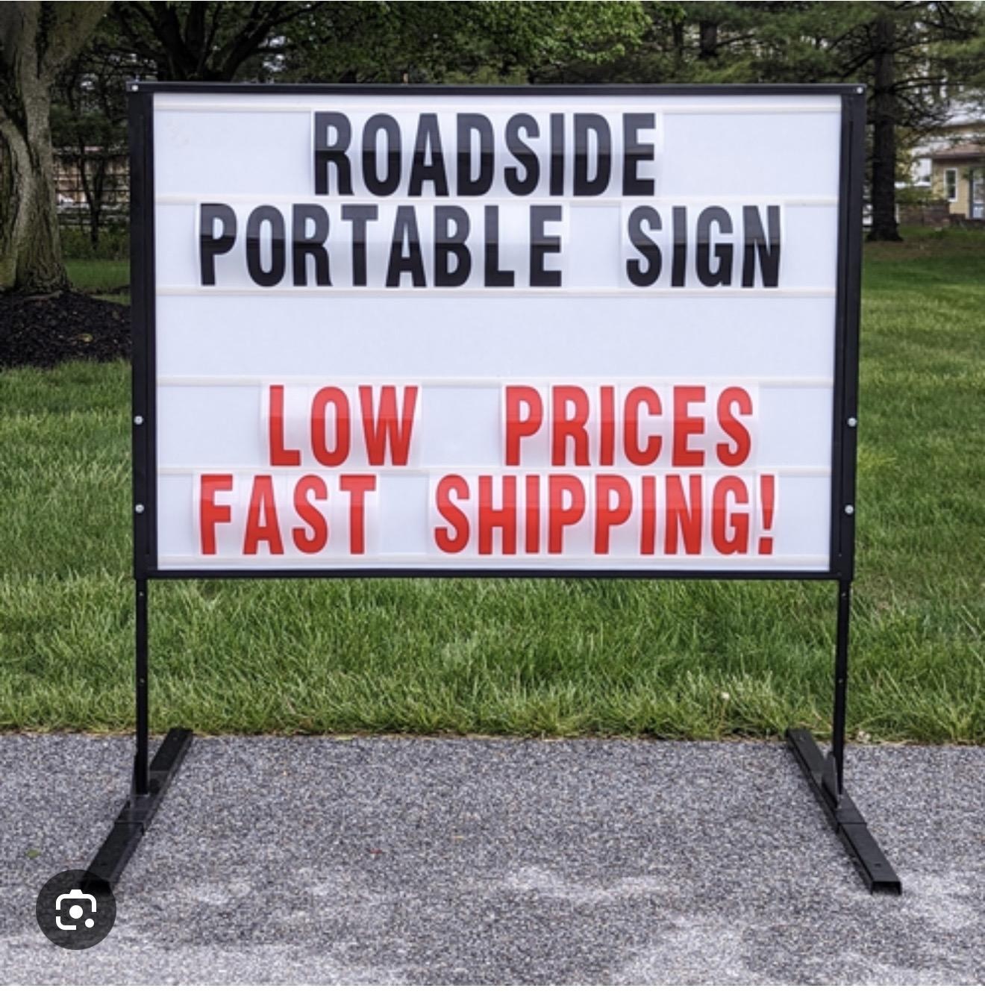 ROADSIDE
PORTABLE SIGN
LOW PRICES
FAST SHIPPING!